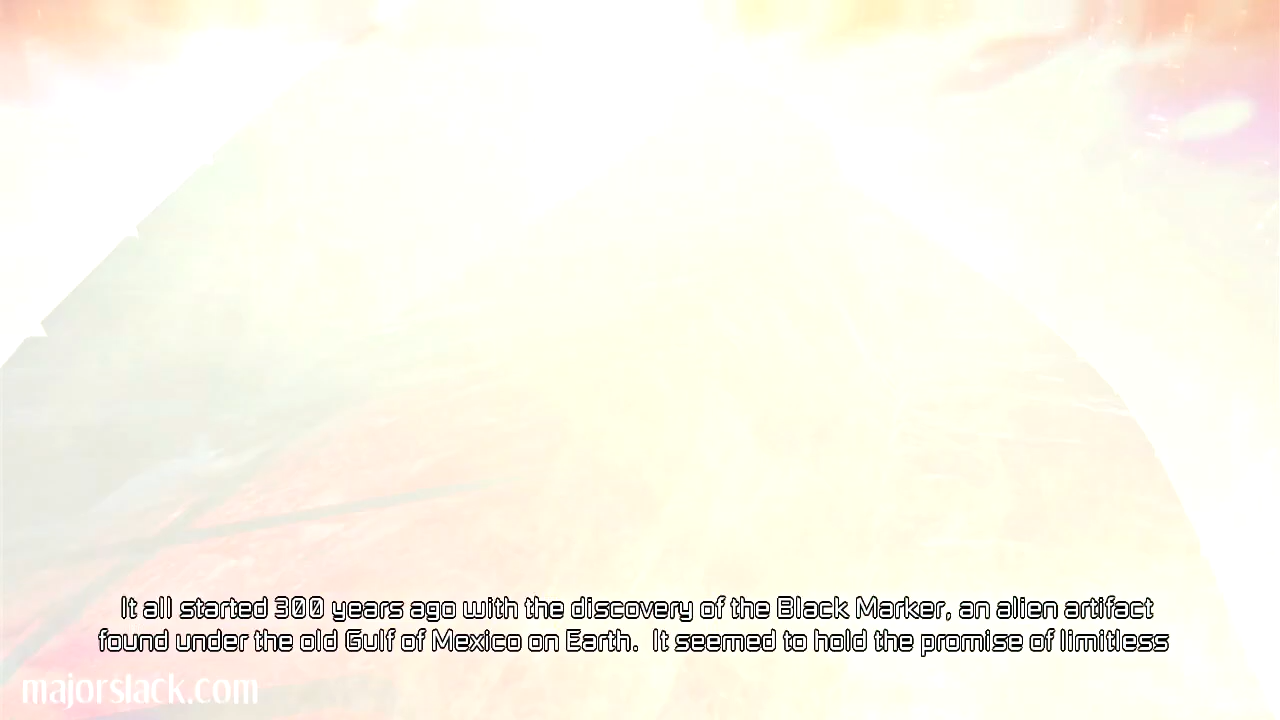 It all started 300 years ago with the discovery of the Black Marker, an alien artifact
found under the old Gulf of Mexico on Earth.  It seemed to hold the promise of limitless
majorslack.com